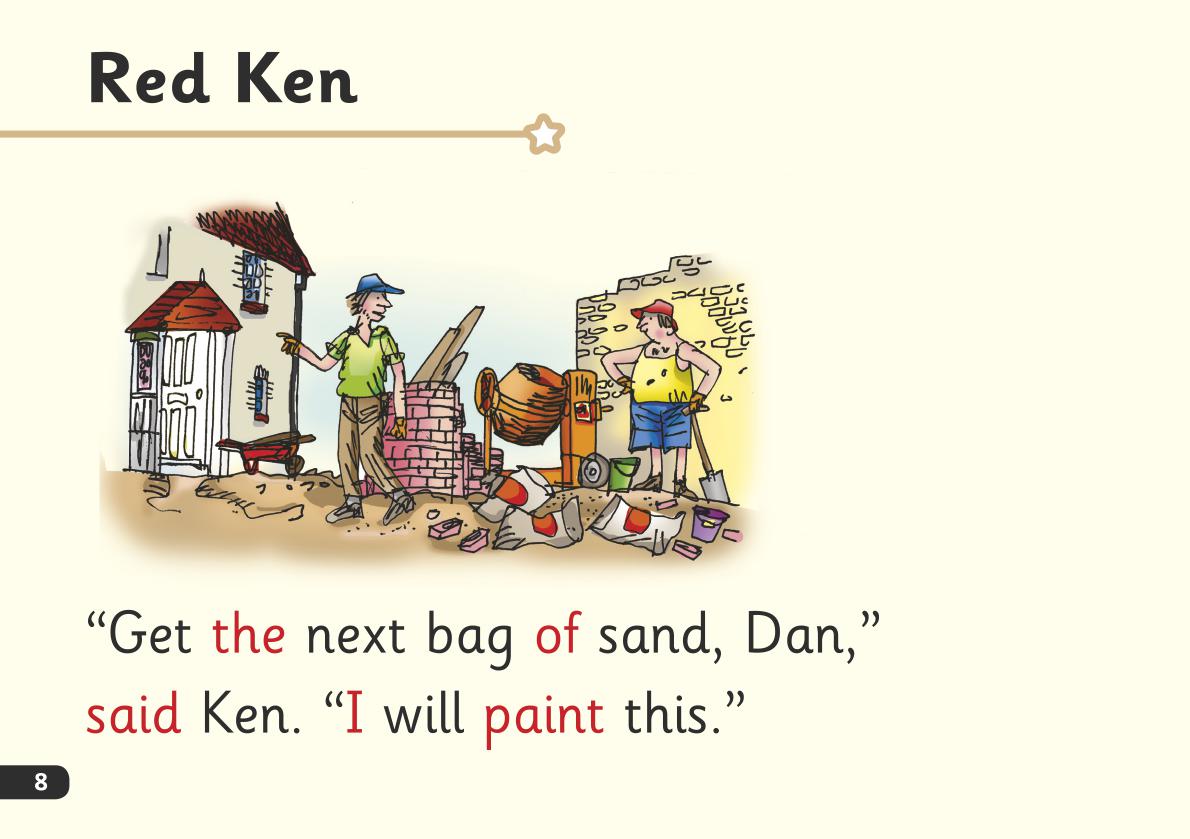 Red Ken
“Get the next bag of sand, Dan,”
said Ken. “I will paint this.”
8